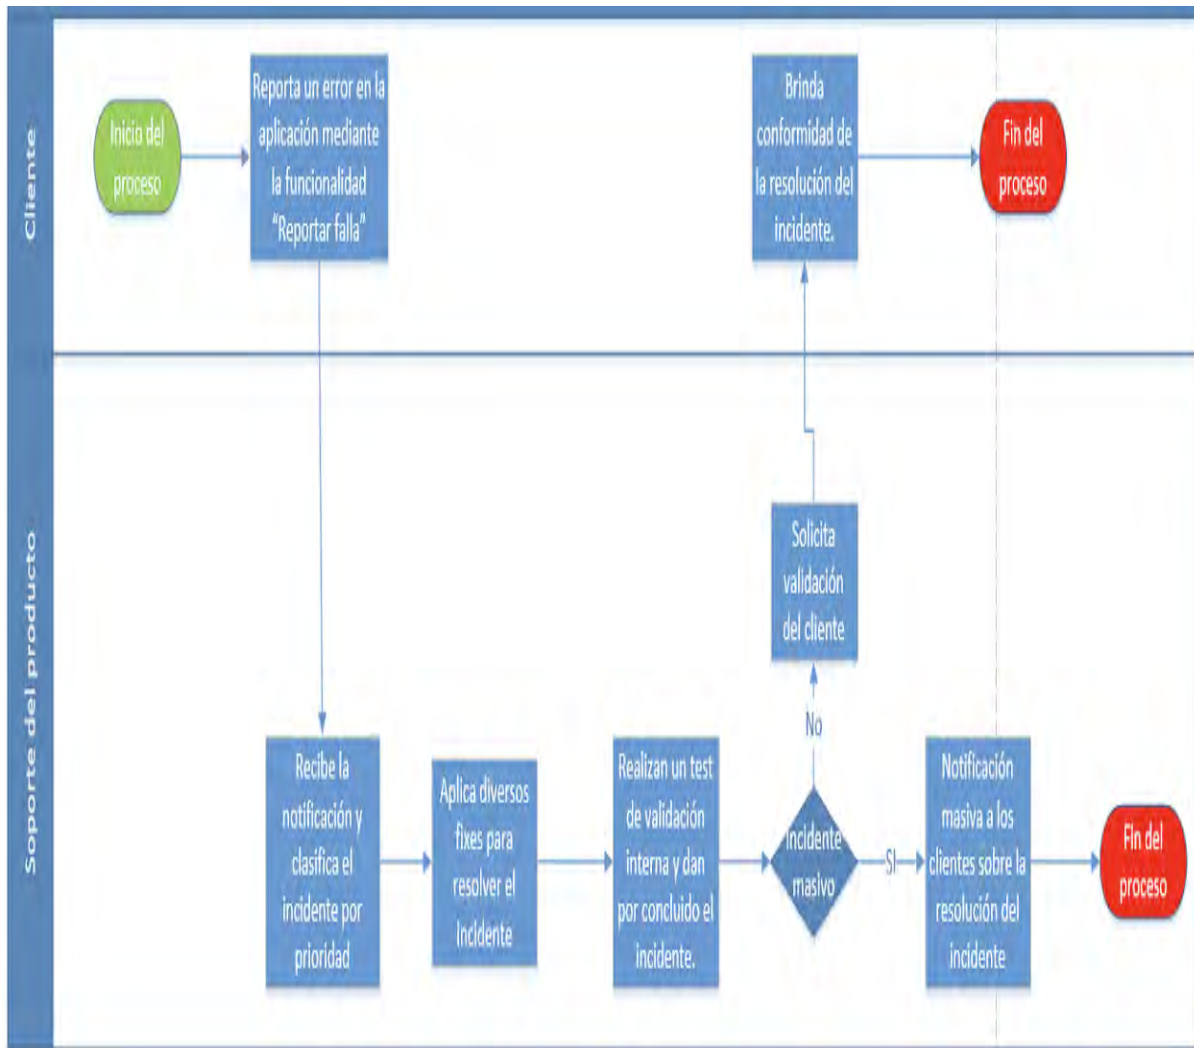 Cliente
Inicio del
proceso
Reporta un error en la
aplicación mediante
la funcionalidad
“Reportar falla”
Brinda
conformidad de
la resolución del
incidente.
Fin del
proceso
Soporte del producto
Recibe la
notificación y
clasifica el
incidente por
prioridad
Aplica diversos
fixes para
resolver el
incidente
Realizan un test
de validación
interna y dan
por concluido el
incidente.
Incidente
masivo
No
Solicita
validación
del cliente
SI
Notificación
masiva a los
clientes sobre la
resolución del
incidente
Fin del
proceso